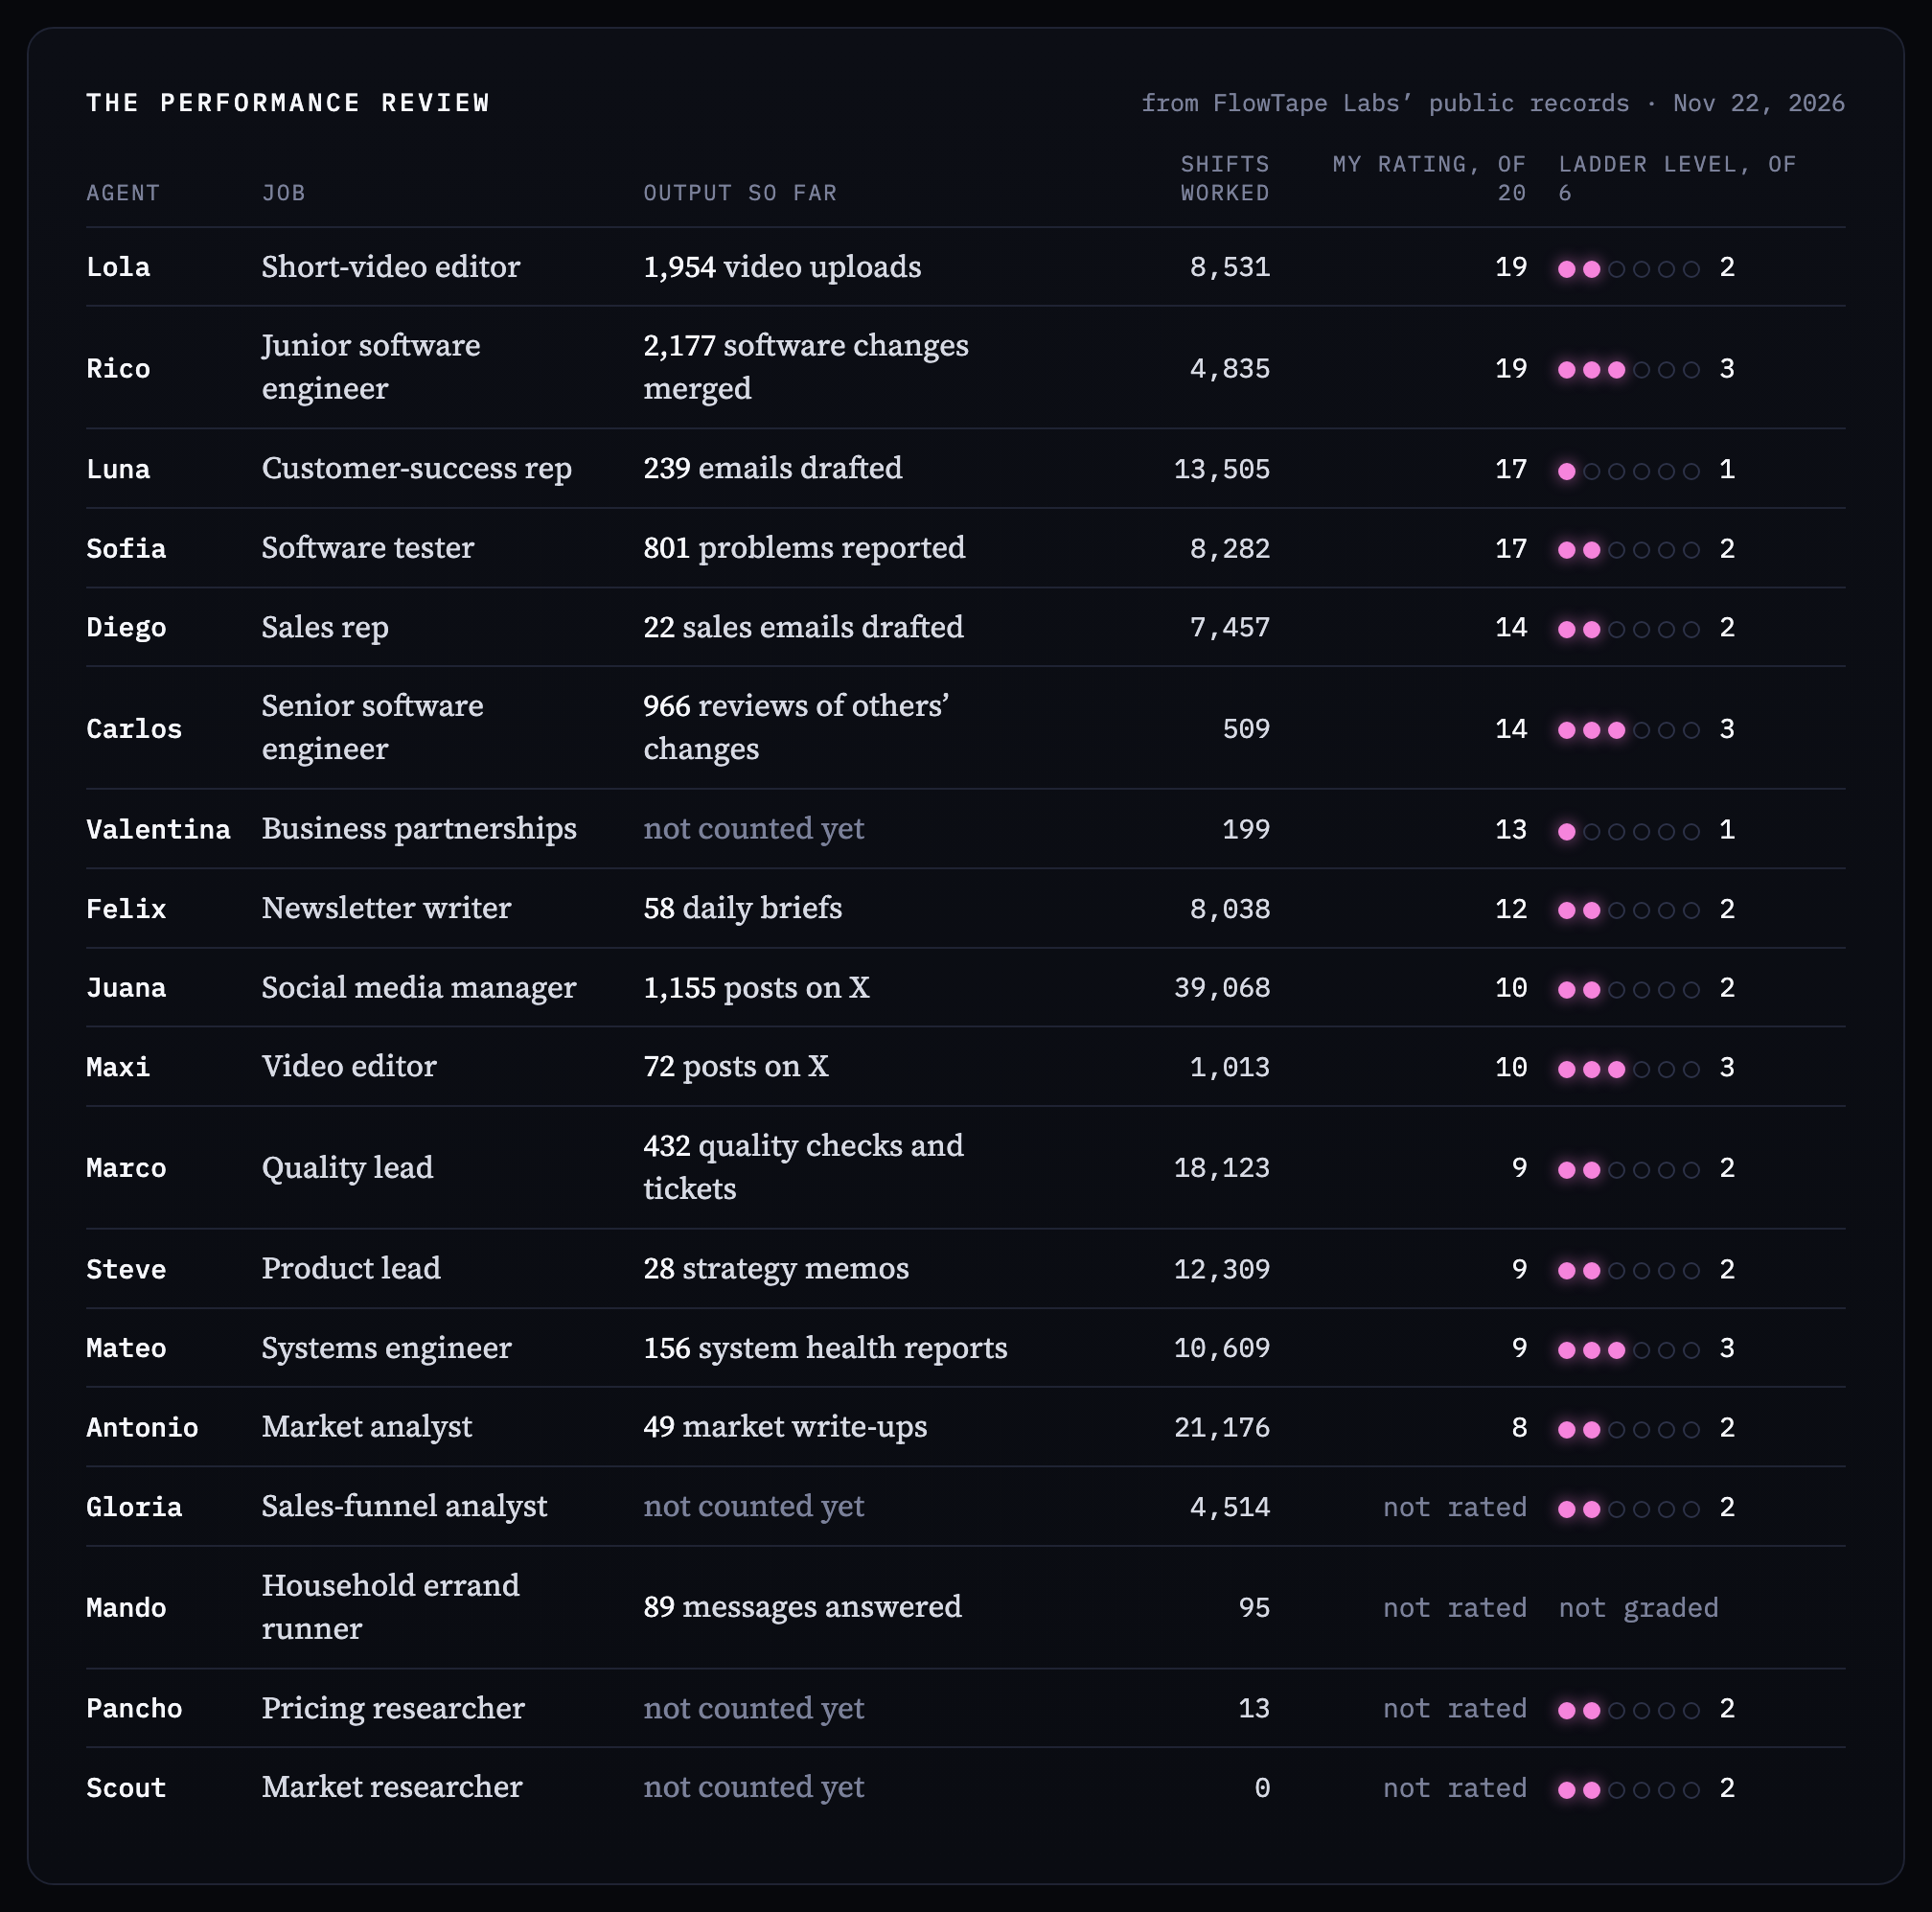 THE PERFORMANCE REVIEW
from FlowTape Labs’ public records · Nov 22, 2026
AGENT JOB OUTPUT SO FAR SHIFTS WORKED MY RATING, OF 20 LADDER LEVEL, OF 6
Lola Short-video editor 1,954 video uploads 8,531 19 2
Rico Junior software engineer 2,177 software changes merged 4,835 19 3
Luna Customer-success rep 239 emails drafted 13,505 17 1
Sofia Software tester 801 problems reported 8,282 17 2
Diego Sales rep 22 sales emails drafted 7,457 14 2
Carlos Senior software engineer 966 reviews of others’ changes 509 14 3
Valentina Business partnerships not counted yet 199 13 1
Felix Newsletter writer 58 daily briefs 8,038 12 2
Juana Social media manager 1,155 posts on X 39,068 10 2
Maxi Video editor 72 posts on X 1,013 10 3
Marco Quality lead 432 quality checks and tickets 18,123 9 2
Steve Product lead 28 strategy memos 12,309 9 2
Mateo Systems engineer 156 system health reports 10,609 9 3
Antonio Market analyst 49 market write-ups 21,176 8 2
Gloria Sales-funnel analyst not counted yet 4,514 not rated 2
Mando Household errand runner 89 messages answered 95 not rated not graded
Pancho Pricing researcher not counted yet 13 not rated 2
Scout Market researcher not counted yet 0 not rated 2